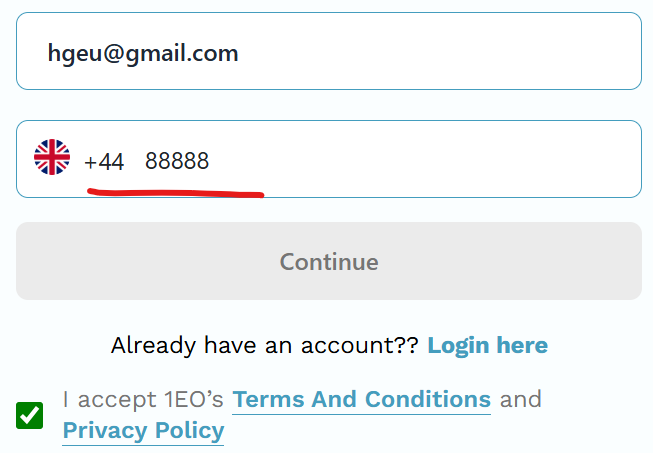 hgeu@gmail.com
+44 88888
Continue
Already have an account?? Login here
I accept 1EO’s Terms And Conditions and
Privacy Policy